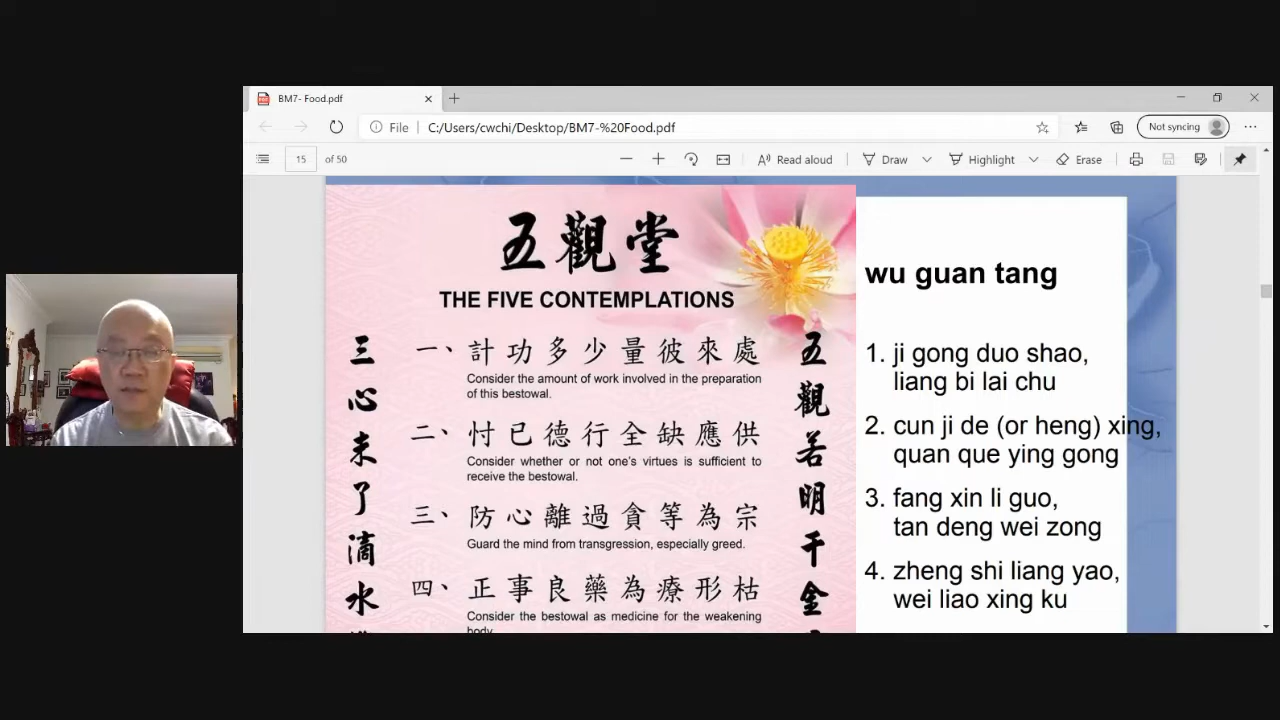 BM7- Food.pdf
File
C:/Users/cwchi/Desktop/BM7-%20Food.pdf
Not syncing
15
of 50
Read aloud
Draw
Highlight
Erase
五觀堂
THE FIVE CONTEMPLATIONS
三心未了滴水
一、計功多少量彼來處
Consider the amount of work involved in the preparation
of this bestowal.
二、忖己德行全缺應供
Consider whether or not one's virtues is sufficient to
receive the bestowal.
三、防心離過貪等為宗
Guard the mind from transgression, especially greed.
四、正事良藥為療形枯
Consider the bestowal as medicine for the weakening
body
五觀若明千金
wu guan tang
1. ji gong duo shao,
liang bi lai chu
2. cun ji de (or heng) xing,
quan que ying gong
3. fang xin li guo,
tan deng wei zong
4. zheng shi liang yao,
wei liao xing ku